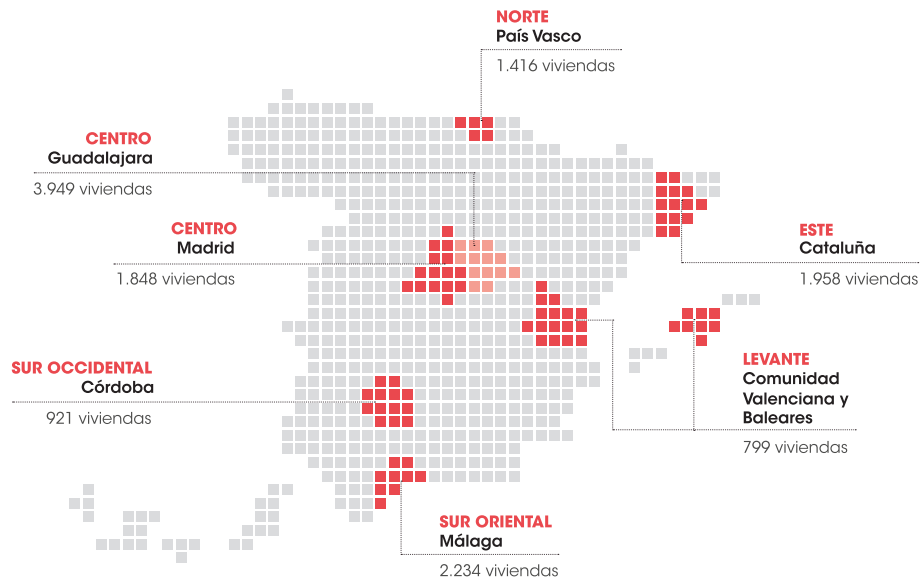 NORTE
País Vasco
1.416 viviendas
CENTRO
Guadalajara
3.949 viviendas
CENTRO
Madrid
1.848 viviendas
ESTE
Cataluña
1.958 viviendas
SUR OCCIDENTAL
Córdoba
921 viviendas
LEVANTE
Comunidad
Valenciana y
Baleares
799 viviendas
SUR ORIENTAL
Málaga
2.234 viviendas